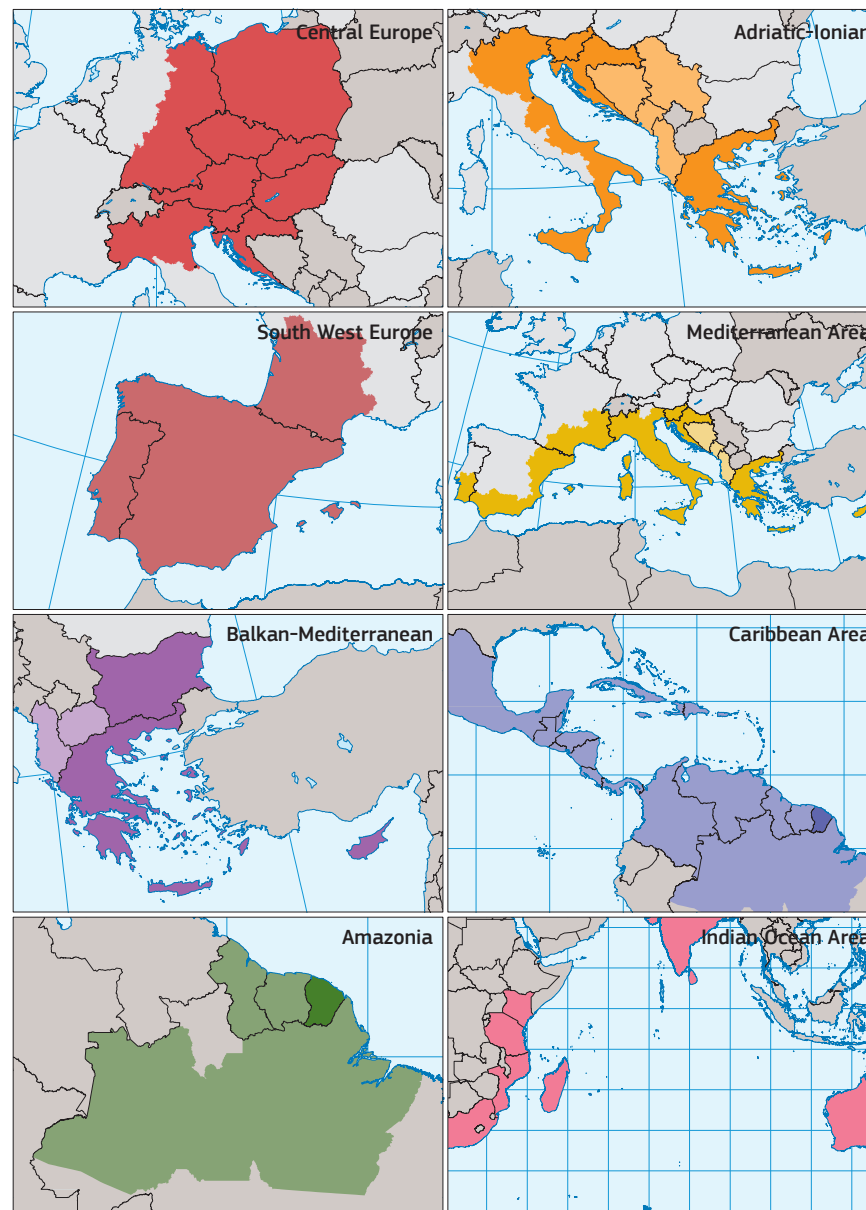 Central Europe
Adriatic-Ionian
South West Europe
Mediterranean Area
Balkan-Mediterranean
Caribbean Area
Amazonia
Indian Ocean Area